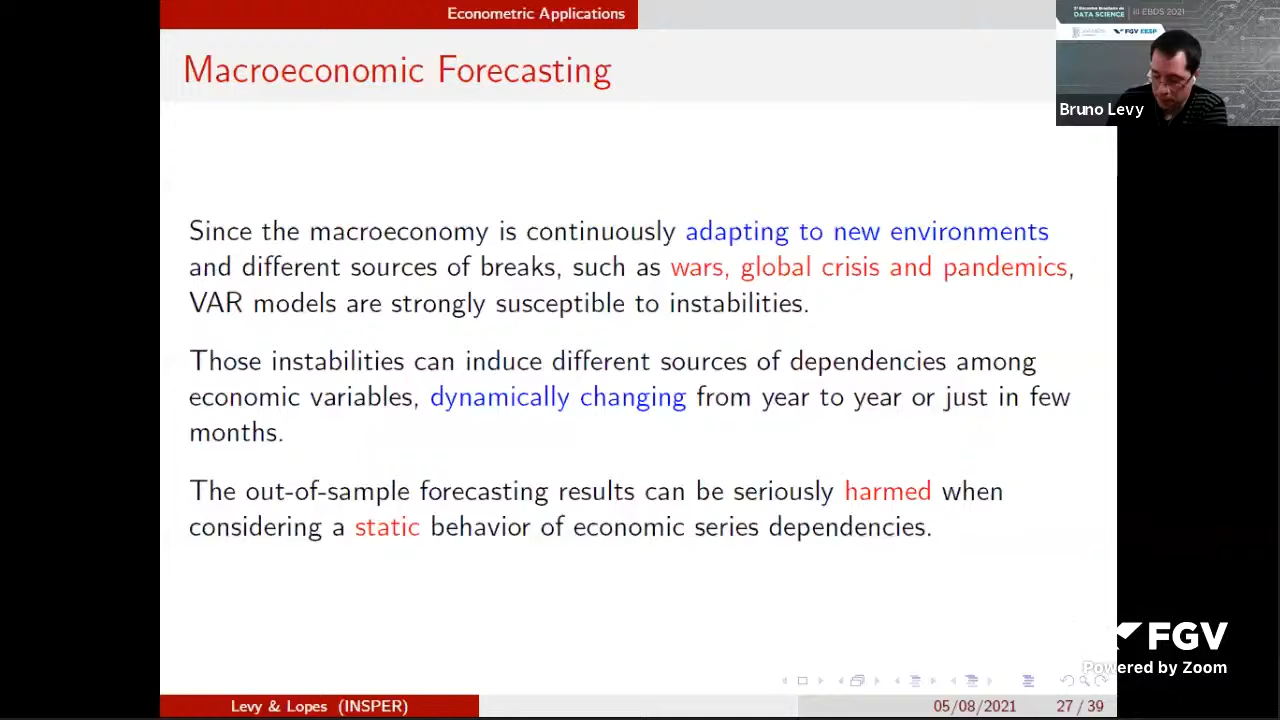 Econometric Applications
Macroeconomic Forecasting
DATA SCIENCE | III EBDS 2021
FGV EESP
Bruno Levy
Since the macroeconomy is continuously adapting to new environments
and different sources of breaks, such as wars, global crisis and pandemics,
VAR models are strongly susceptible to instabilities.
Those instabilities can induce different sources of dependencies among
economic variables, dynamically changing from year to year or just in few
months.
The out-of-sample forecasting results can be seriously harmed when
considering a static behavior of economic series dependencies.
FGV
Powered by Zoom
Levy & Lopes (INSPER)
05/08/2021
27 / 39